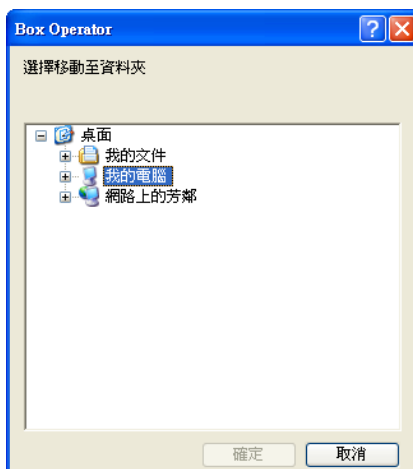 Box Operator
選擇移動至資料夾
桌面
我的文件
我的電腦
網路上的芳鄰
確定 取消